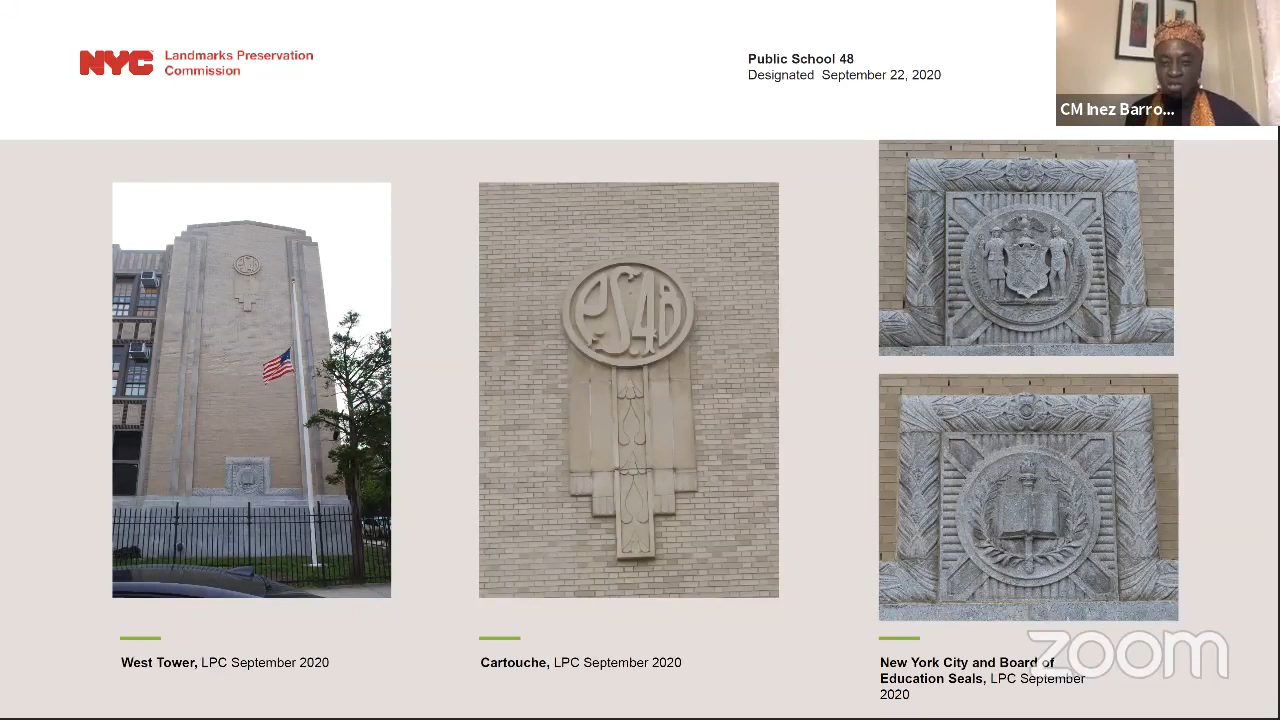 NYC
Landmarks Preservation
Commission
Public School 48
Designated September 22, 2020
CM Inez Barro...
P.S.48
P.S.48
West Tower, LPC September 2020
Cartouche, LPC September 2020
New York City and Board of
Education Seals, LPC September
2020
zoom